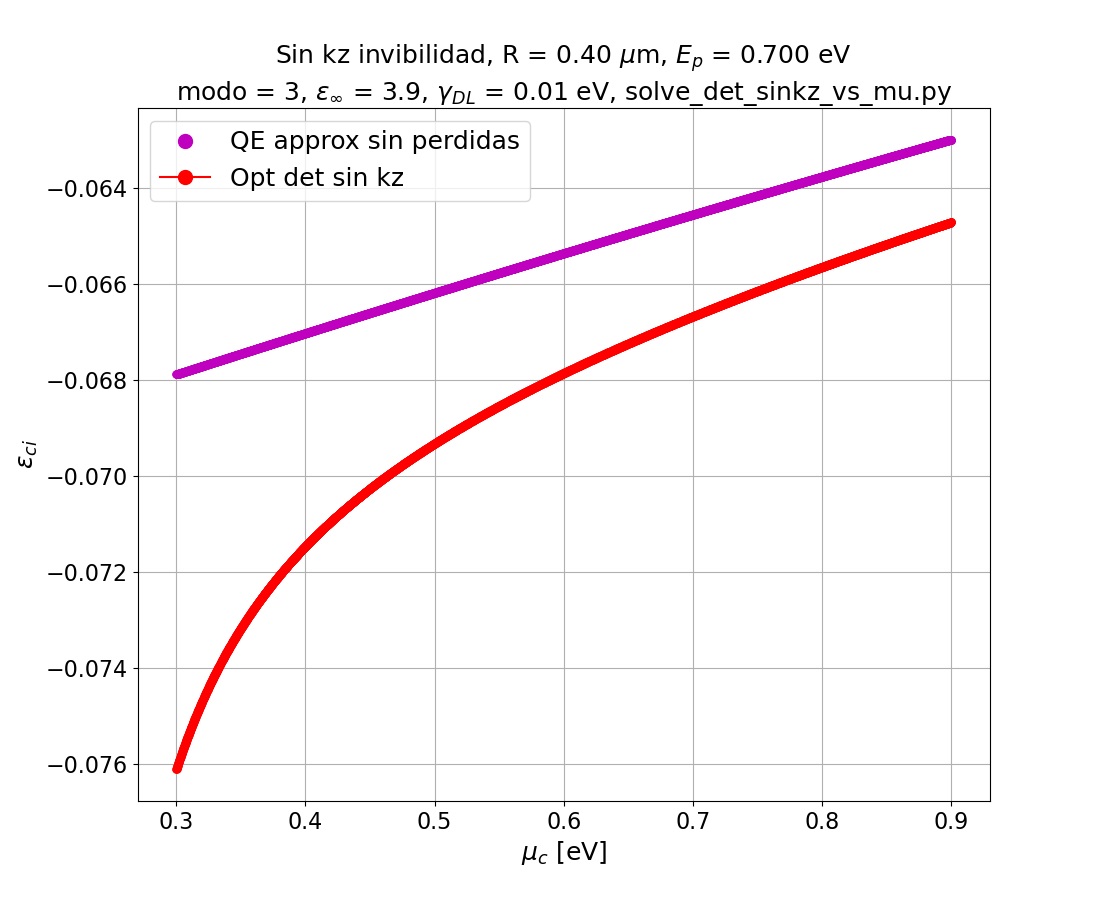 Sin kz invibilidad, R = 0.40 μm, E_p = 0.700 eV
modo = 3, ε_∞ = 3.9, γ_DL = 0.01 eV, solve_det_sinkz_vs_mu.py
QE approx sin perdidas
Opt det sin kz
−0.064
−0.066
−0.068
−0.070
−0.072
−0.074
−0.076
ε_ci
0.3 0.4 0.5 0.6 0.7 0.8 0.9
μ_c [eV]